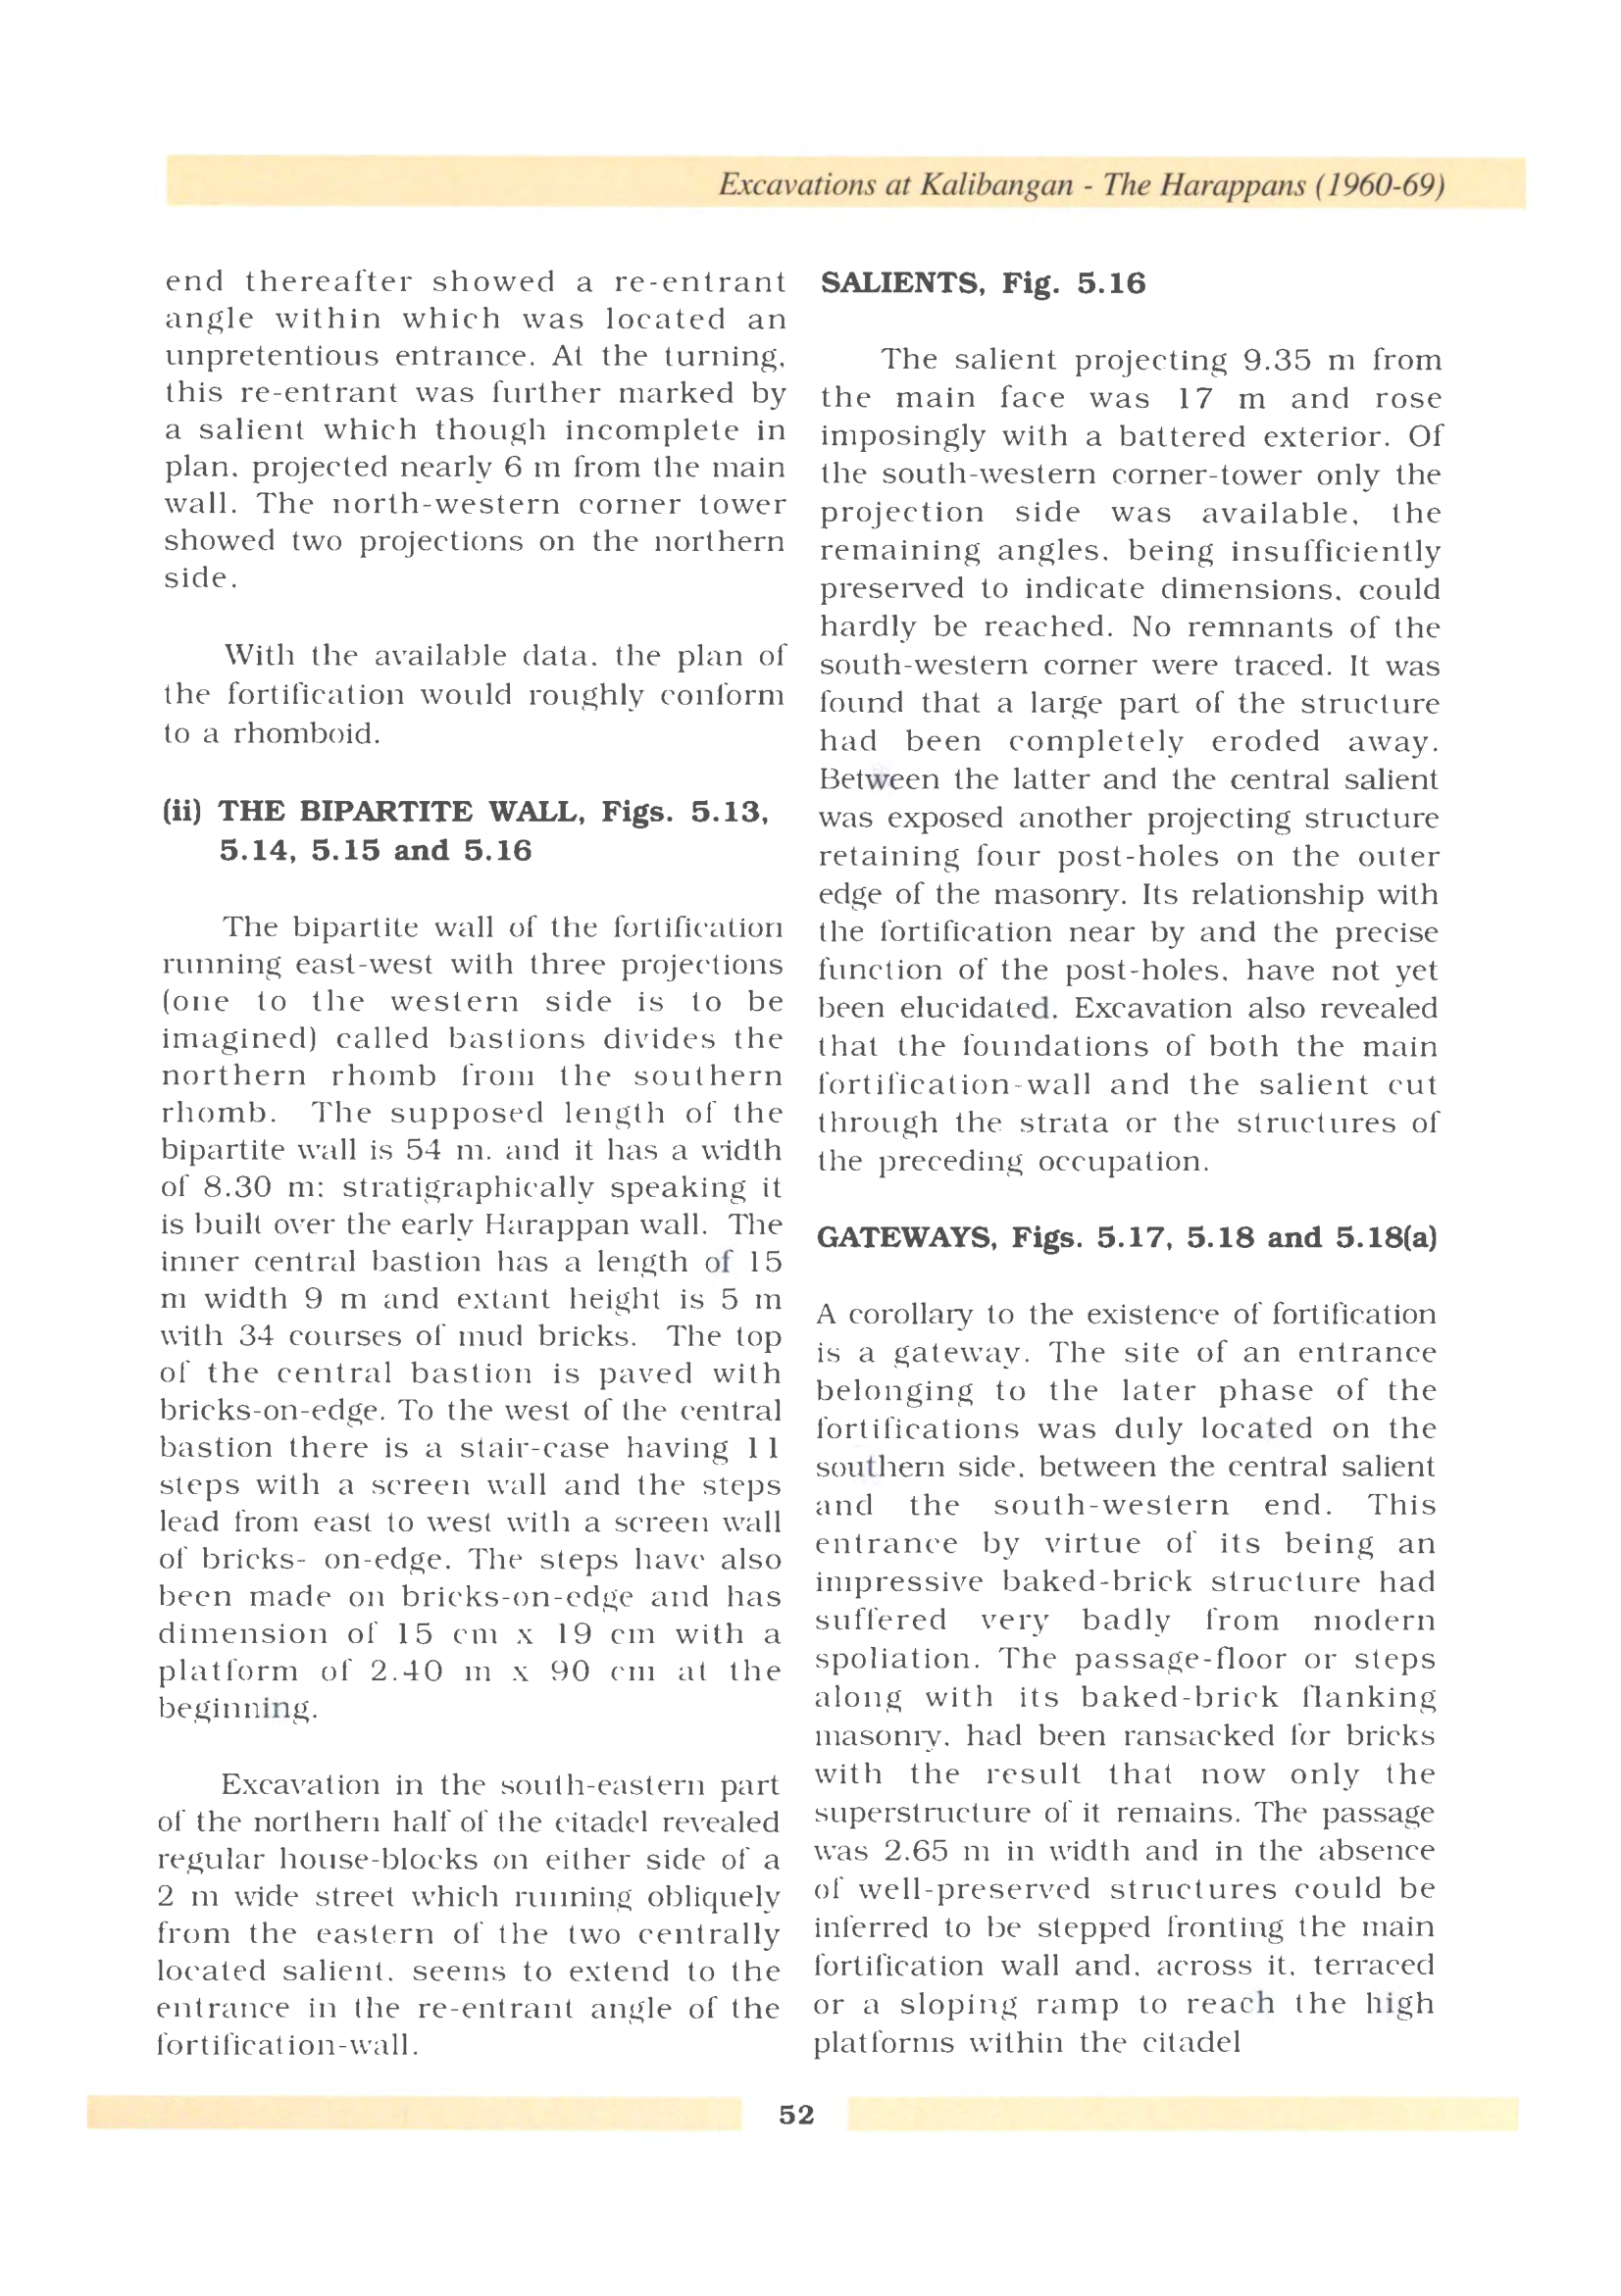 Excavations at Kalibangan - The Harappans (1960-69)
end thereafter showed a re-entrant
angle within which was located an
unpretentious entrance. At the turning,
this re-entrant was further marked by
a salient which though incomplete in
plan, projected nearly 6 m from the main
wall. The north-western corner tower
showed two projections on the northern
side.
With the available data, the plan of
the fortification would roughly conform
to a rhomboid.
(ii) THE BIPARTITE WALL, Figs. 5.13,
5.14, 5.15 and 5.16
The bipartite wall of the fortification
running east-west with three projections
(one to the western side is to be
imagined) called bastions divides the
northern rhomb from the southern
rhomb. The supposed length of the
bipartite wall is 54 m. and it has a width
of 8.30 m: stratigraphically speaking it
is built over the early Harappan wall. The
inner central bastion has a length of 15
m width 9 m and extant height is 5 m
with 34 courses of mud bricks. The top
of the central bastion is paved with
bricks-on-edge. To the west of the central
bastion there is a stair-case having 11
steps with a screen wall and the steps
lead from east to west with a screen wall
of bricks- on-edge. The steps have also
been made on bricks-on-edge and has
dimension of 15 cm x 19 cm with a
platform of 2.40 m x 90 cm at the
beginning.
Excavation in the south-eastern part
of the northern half of the citadel revealed
regular house-blocks on either side of a
2 m wide street which running obliquely
from the eastern of the two centrally
located salient, seems to extend to the
entrance in the re-entrant angle of the
fortification-wall.
SALIENTS, Fig. 5.16
The salient projecting 9.35 m from
the main face was 17 m and rose
imposingly with a battered exterior. Of
the south-western corner-tower only the
projection side was available, the
remaining angles, being insufficiently
preserved to indicate dimensions, could
hardly be reached. No remnants of the
south-western corner were traced. It was
found that a large part of the structure
had been completely eroded away.
Between the latter and the central salient
was exposed another projecting structure
retaining four post-holes on the outer
edge of the masonry. Its relationship with
the fortification near by and the precise
function of the post-holes, have not yet
been elucidated. Excavation also revealed
that the foundations of both the main
fortification-wall and the salient cut
through the strata or the structures of
the preceding occupation.
GATEWAYS, Figs. 5.17, 5.18 and 5.18(a)
A corollary to the existence of fortification
is a gateway. The site of an entrance
belonging to the later phase of the
fortifications was duly located on the
southern side, between the central salient
and the south-western end. This
entrance by virtue of its being an
impressive baked-brick structure had
suffered very badly from modern
spoliation. The passage-floor or steps
along with its baked-brick flanking
masonry, had been ransacked for bricks
with the result that now only the
superstructure of it remains. The passage
was 2.65 m in width and in the absence
of well-preserved structures could be
inferred to be stepped fronting the main
fortification wall and, across it, terraced
or a sloping ramp to reach the high
platforms within the citadel
52